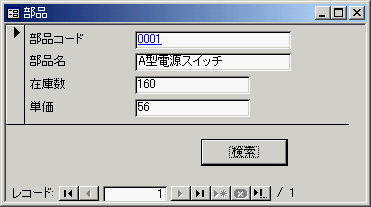 部品
部品コード 0001
部品名 A型電源スイッチ
在庫数 160
単価 56
検索
レコード: 1 / 1